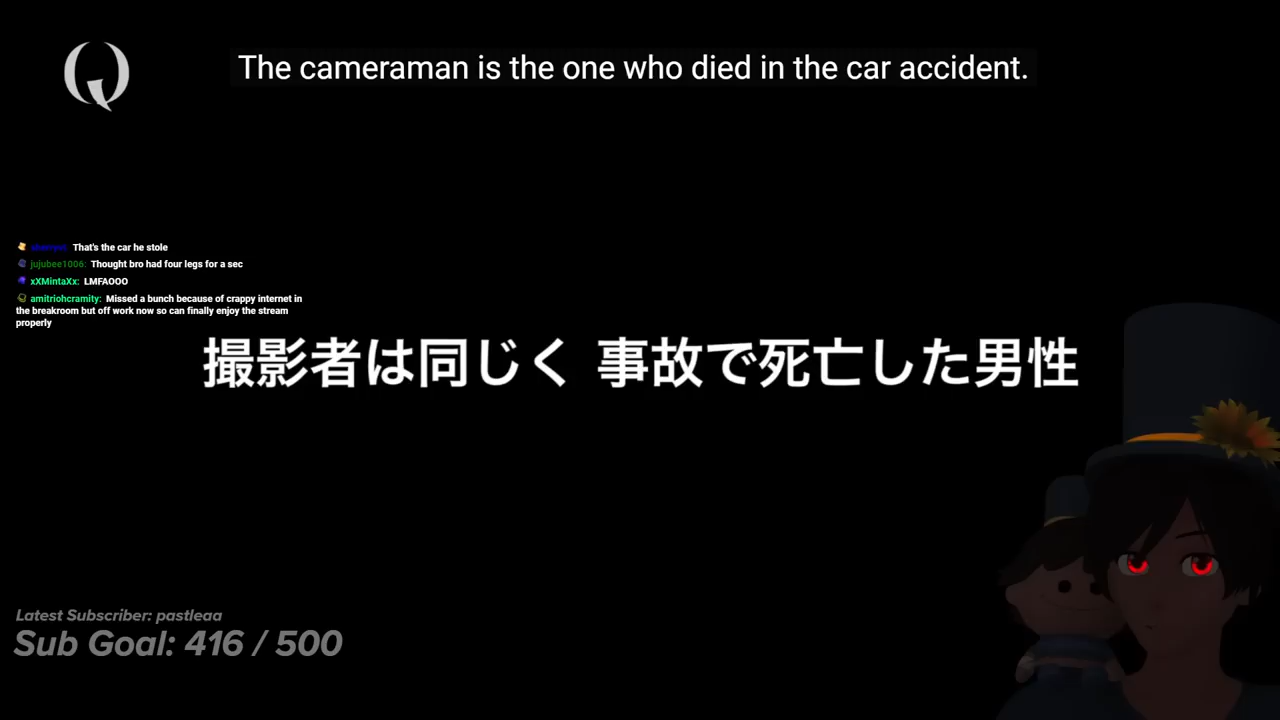 Q
The cameraman is the one who died in the car accident.
That's the car he stole
jujubee1006: Thought bro had four legs for a sec
xXMintaXx: LMFAOOO
amitriohcramity: Missed a bunch because of crappy internet in
the breakroom but off work now so can finally enjoy the stream
properly
撮影者は同じく 事故で死亡した男性
Latest Subscriber: pastleaa
Sub Goal: 416 / 500